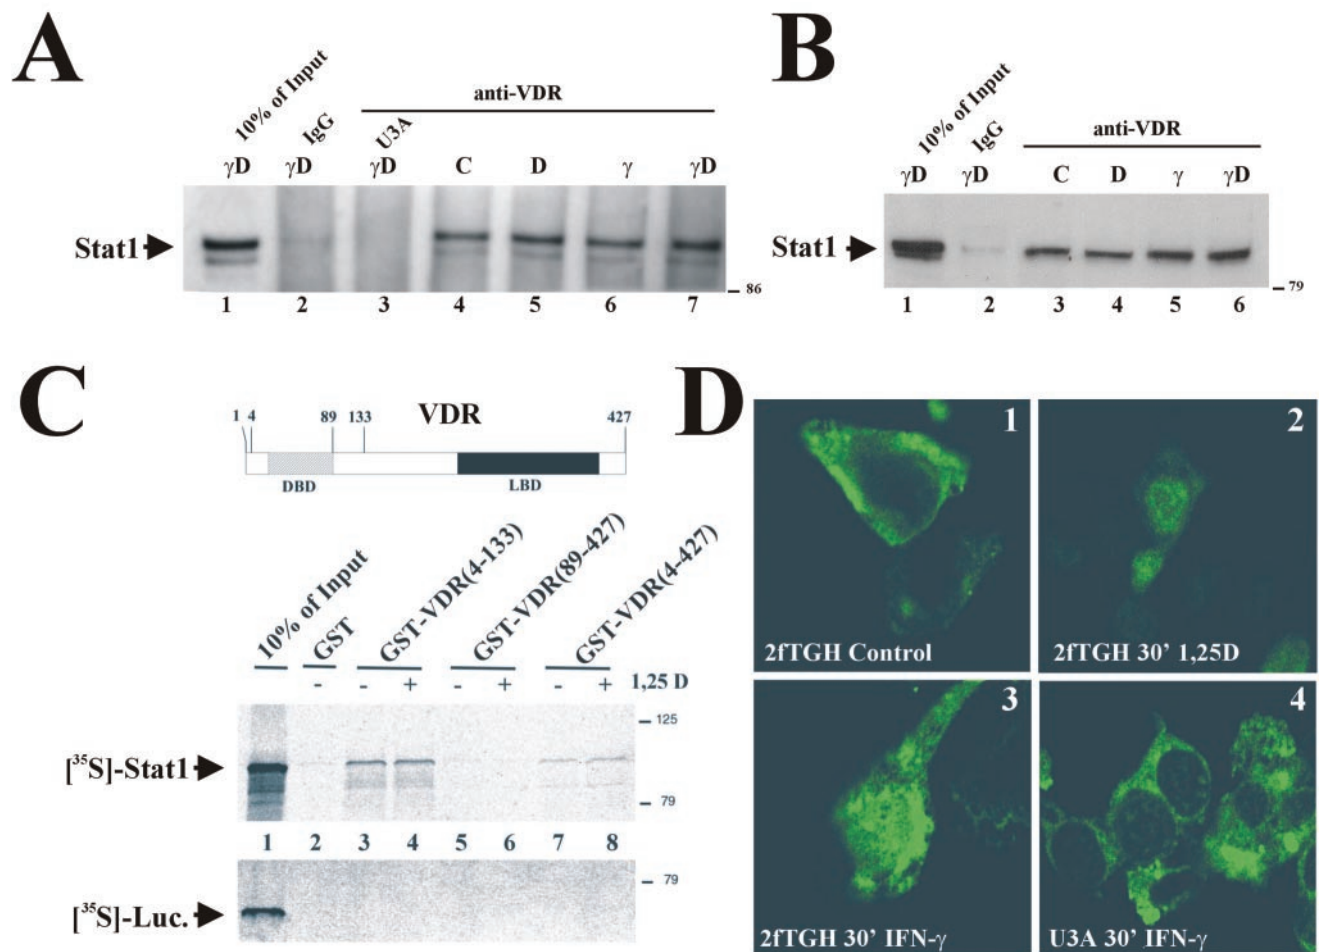 A
10% of Input
IgG
U3A
anti-VDR
γD γD γD C D γ γD
Stat1
86
1 2 3 4 5 6 7
B
10% of Input
IgG
anti-VDR
γD γD C D γ γD
Stat1
79
1 2 3 4 5 6
C
VDR
1 4 89 133 427
DBD LBD
10% of Input
GST
GST-VDR(4-133)
GST-VDR(89-427)
GST-VDR(4-427)
- - + - + - + 1,25 D
125
[³⁵S]-Stat1
79
1 2 3 4 5 6 7 8
79
[³⁵S]-Luc.
D
1
2fTGH Control
2
2fTGH 30’ 1,25D
3
2fTGH 30’ IFN-γ
4
U3A 30’ IFN-γ